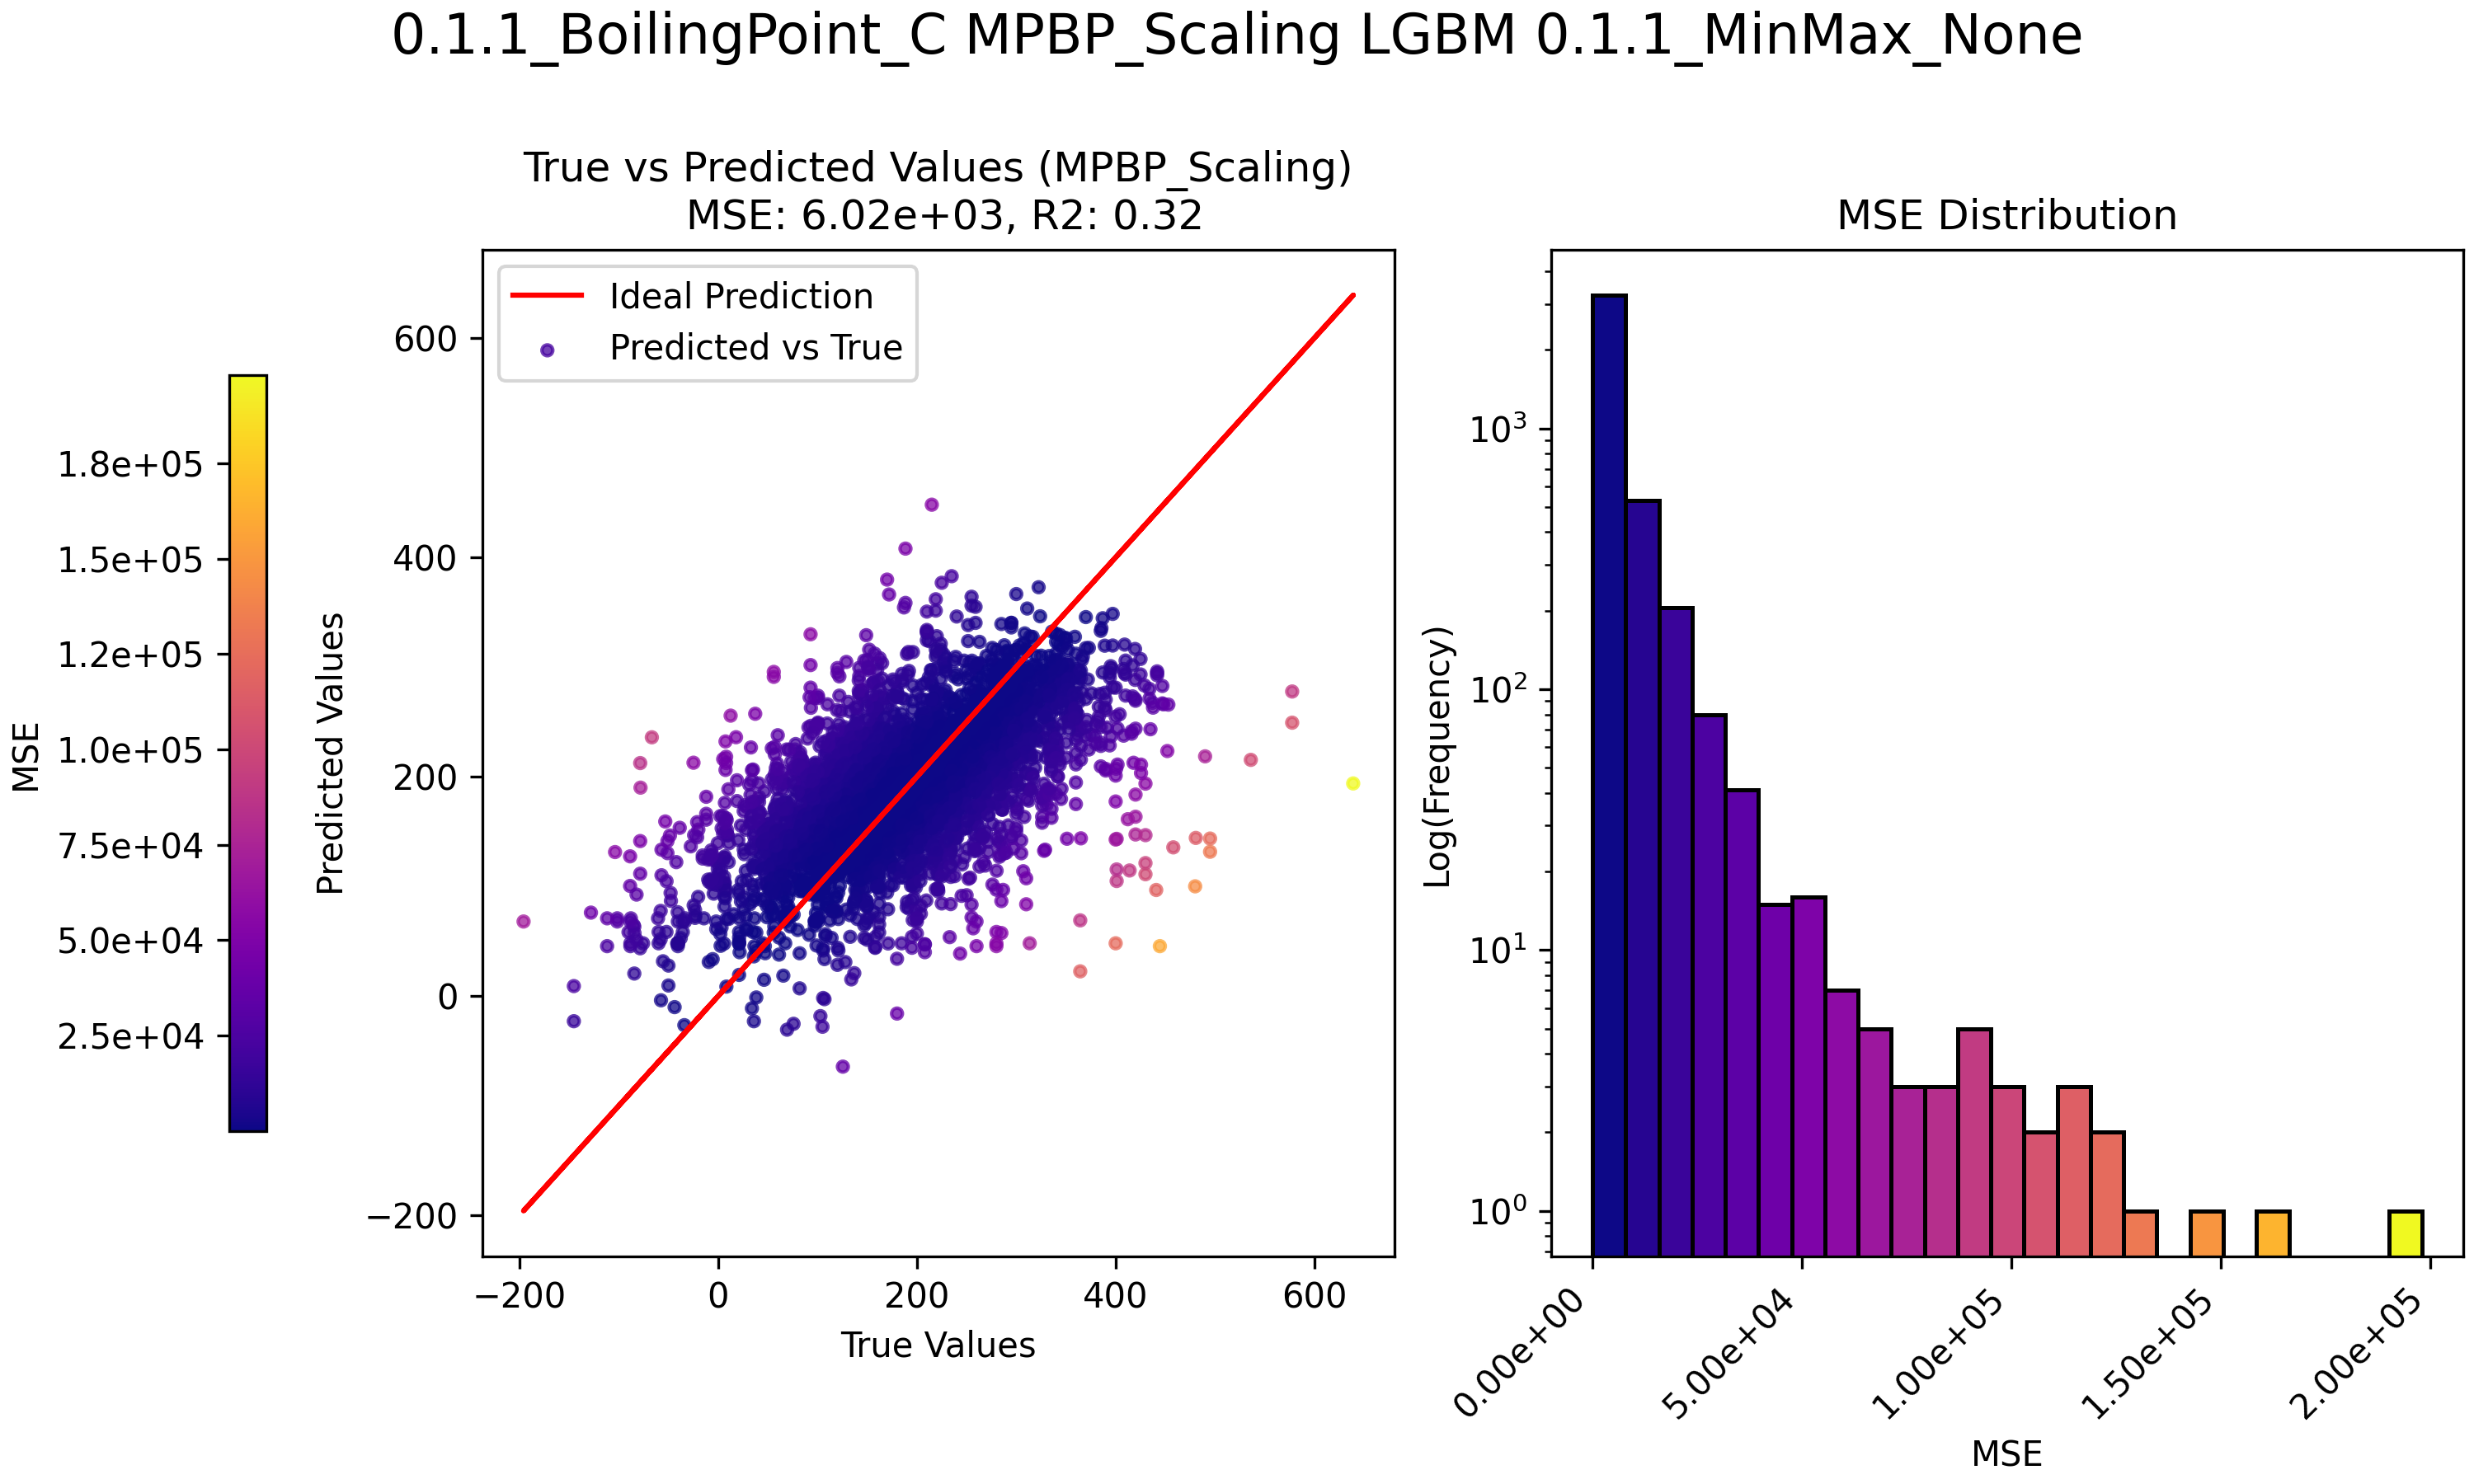 0.1.1_BoilingPoint_C MPBP_Scaling LGBM 0.1.1_MinMax_None
MSE
1.8e+05
1.5e+05
1.2e+05
1.0e+05
7.5e+04
5.0e+04
2.5e+04
True vs Predicted Values (MPBP_Scaling)
MSE: 6.02e+03, R2: 0.32
Ideal Prediction
Predicted vs True
Predicted Values
600
400
200
0
−200
−200 0 200 400 600
True Values
MSE Distribution
Log(Frequency)
10³
10²
10¹
10⁰
0.00e+00 5.00e+04 1.00e+05 1.50e+05 2.00e+05
MSE